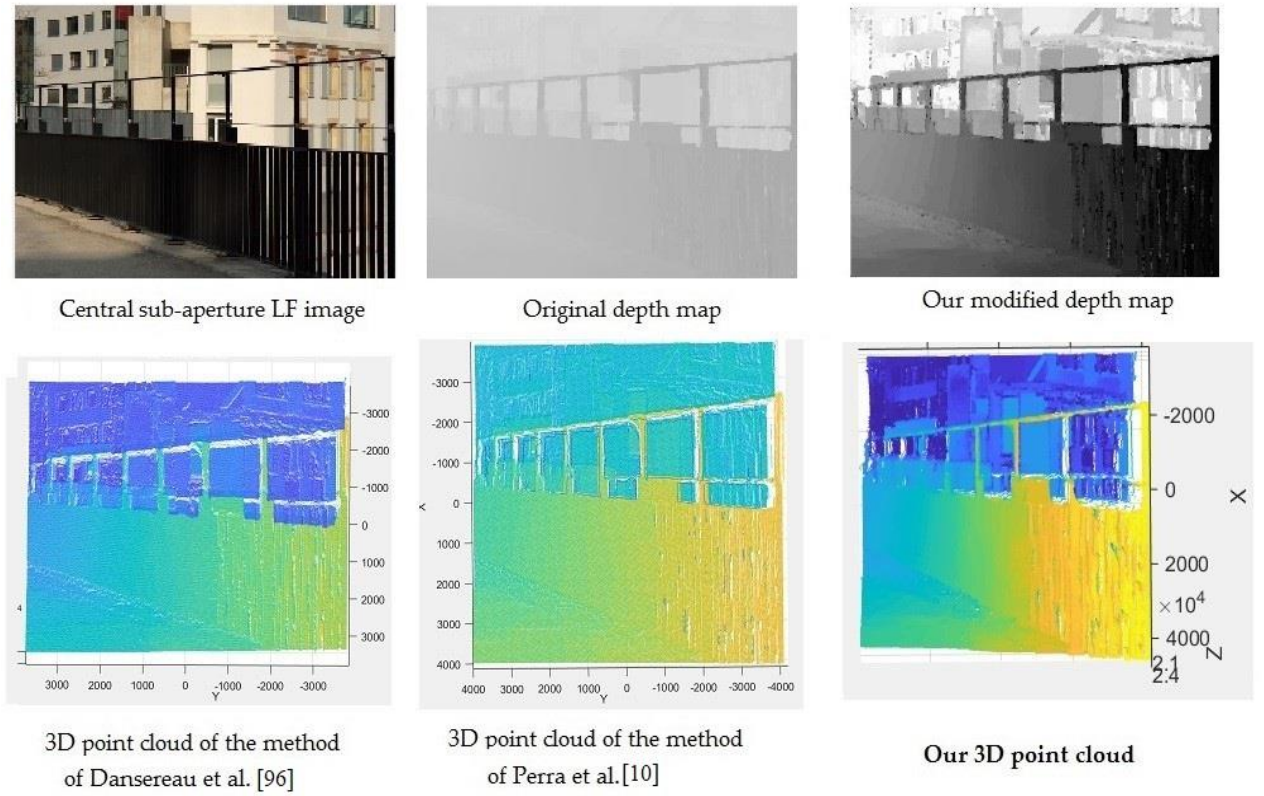 Central sub-aperture LF image
Original depth map
Our modified depth map
-3000
-2000
-1000
0
1000
2000
3000
4
3000 2000 1000 0 -1000 -2000 -3000
Y
-3000
-2000
-1000
0
X
1000
2000
3000
4000
4000 3000 2000 1000 0 -1000 -2000 -3000 -4000
Y
-2000
0
X
2000
×10⁴
4000
Z
2.1
2.4
3D point cloud of the method
of Dansereau et al. [96]
3D point cloud of the method
of Perra et al.[10]
Our 3D point cloud